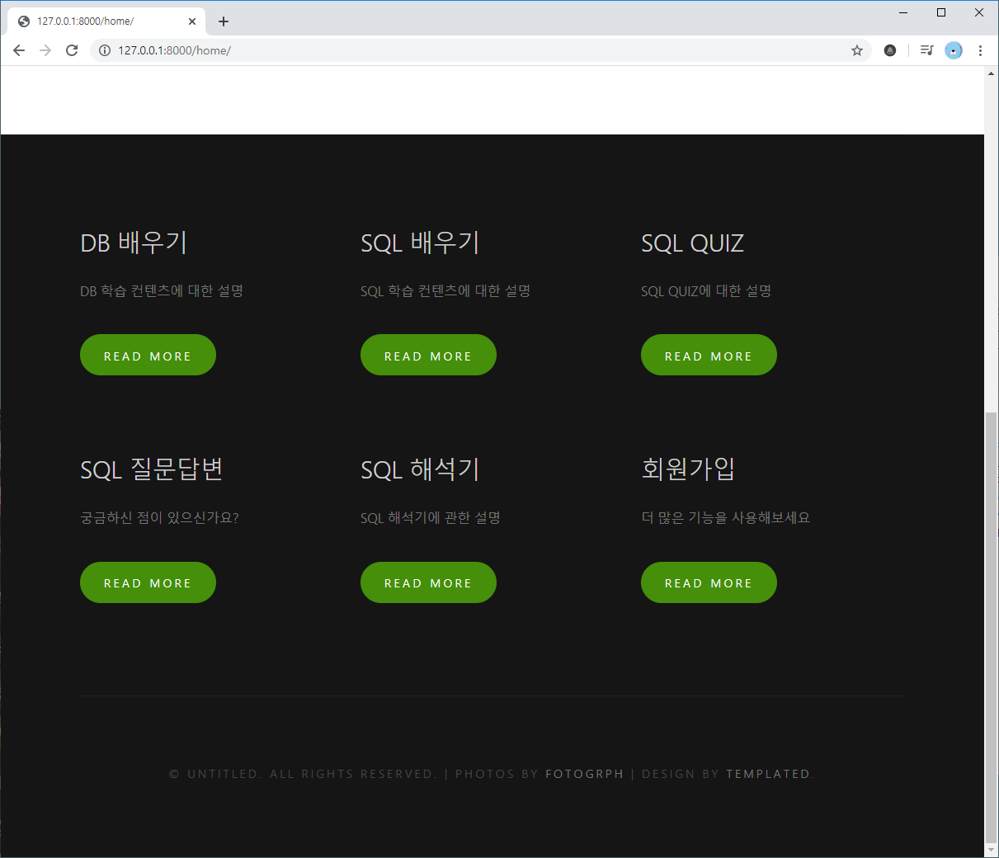 127.0.0.1:8000/home/
127.0.0.1:8000/home/
DB 배우기
SQL 배우기
SQL QUIZ
DB 학습 컨텐츠에 대한 설명
SQL 학습 컨텐츠에 대한 설명
SQL QUIZ에 대한 설명
READ MORE
READ MORE
READ MORE
SQL 질문답변
SQL 해석기
회원가입
궁금하신 점이 있으신가요?
SQL 해석기에 관한 설명
더 많은 기능을 사용해보세요
READ MORE
READ MORE
READ MORE
© UNTITLED. ALL RIGHTS RESERVED. | PHOTOS BY FOTOGRPH | DESIGN BY TEMPLATED.